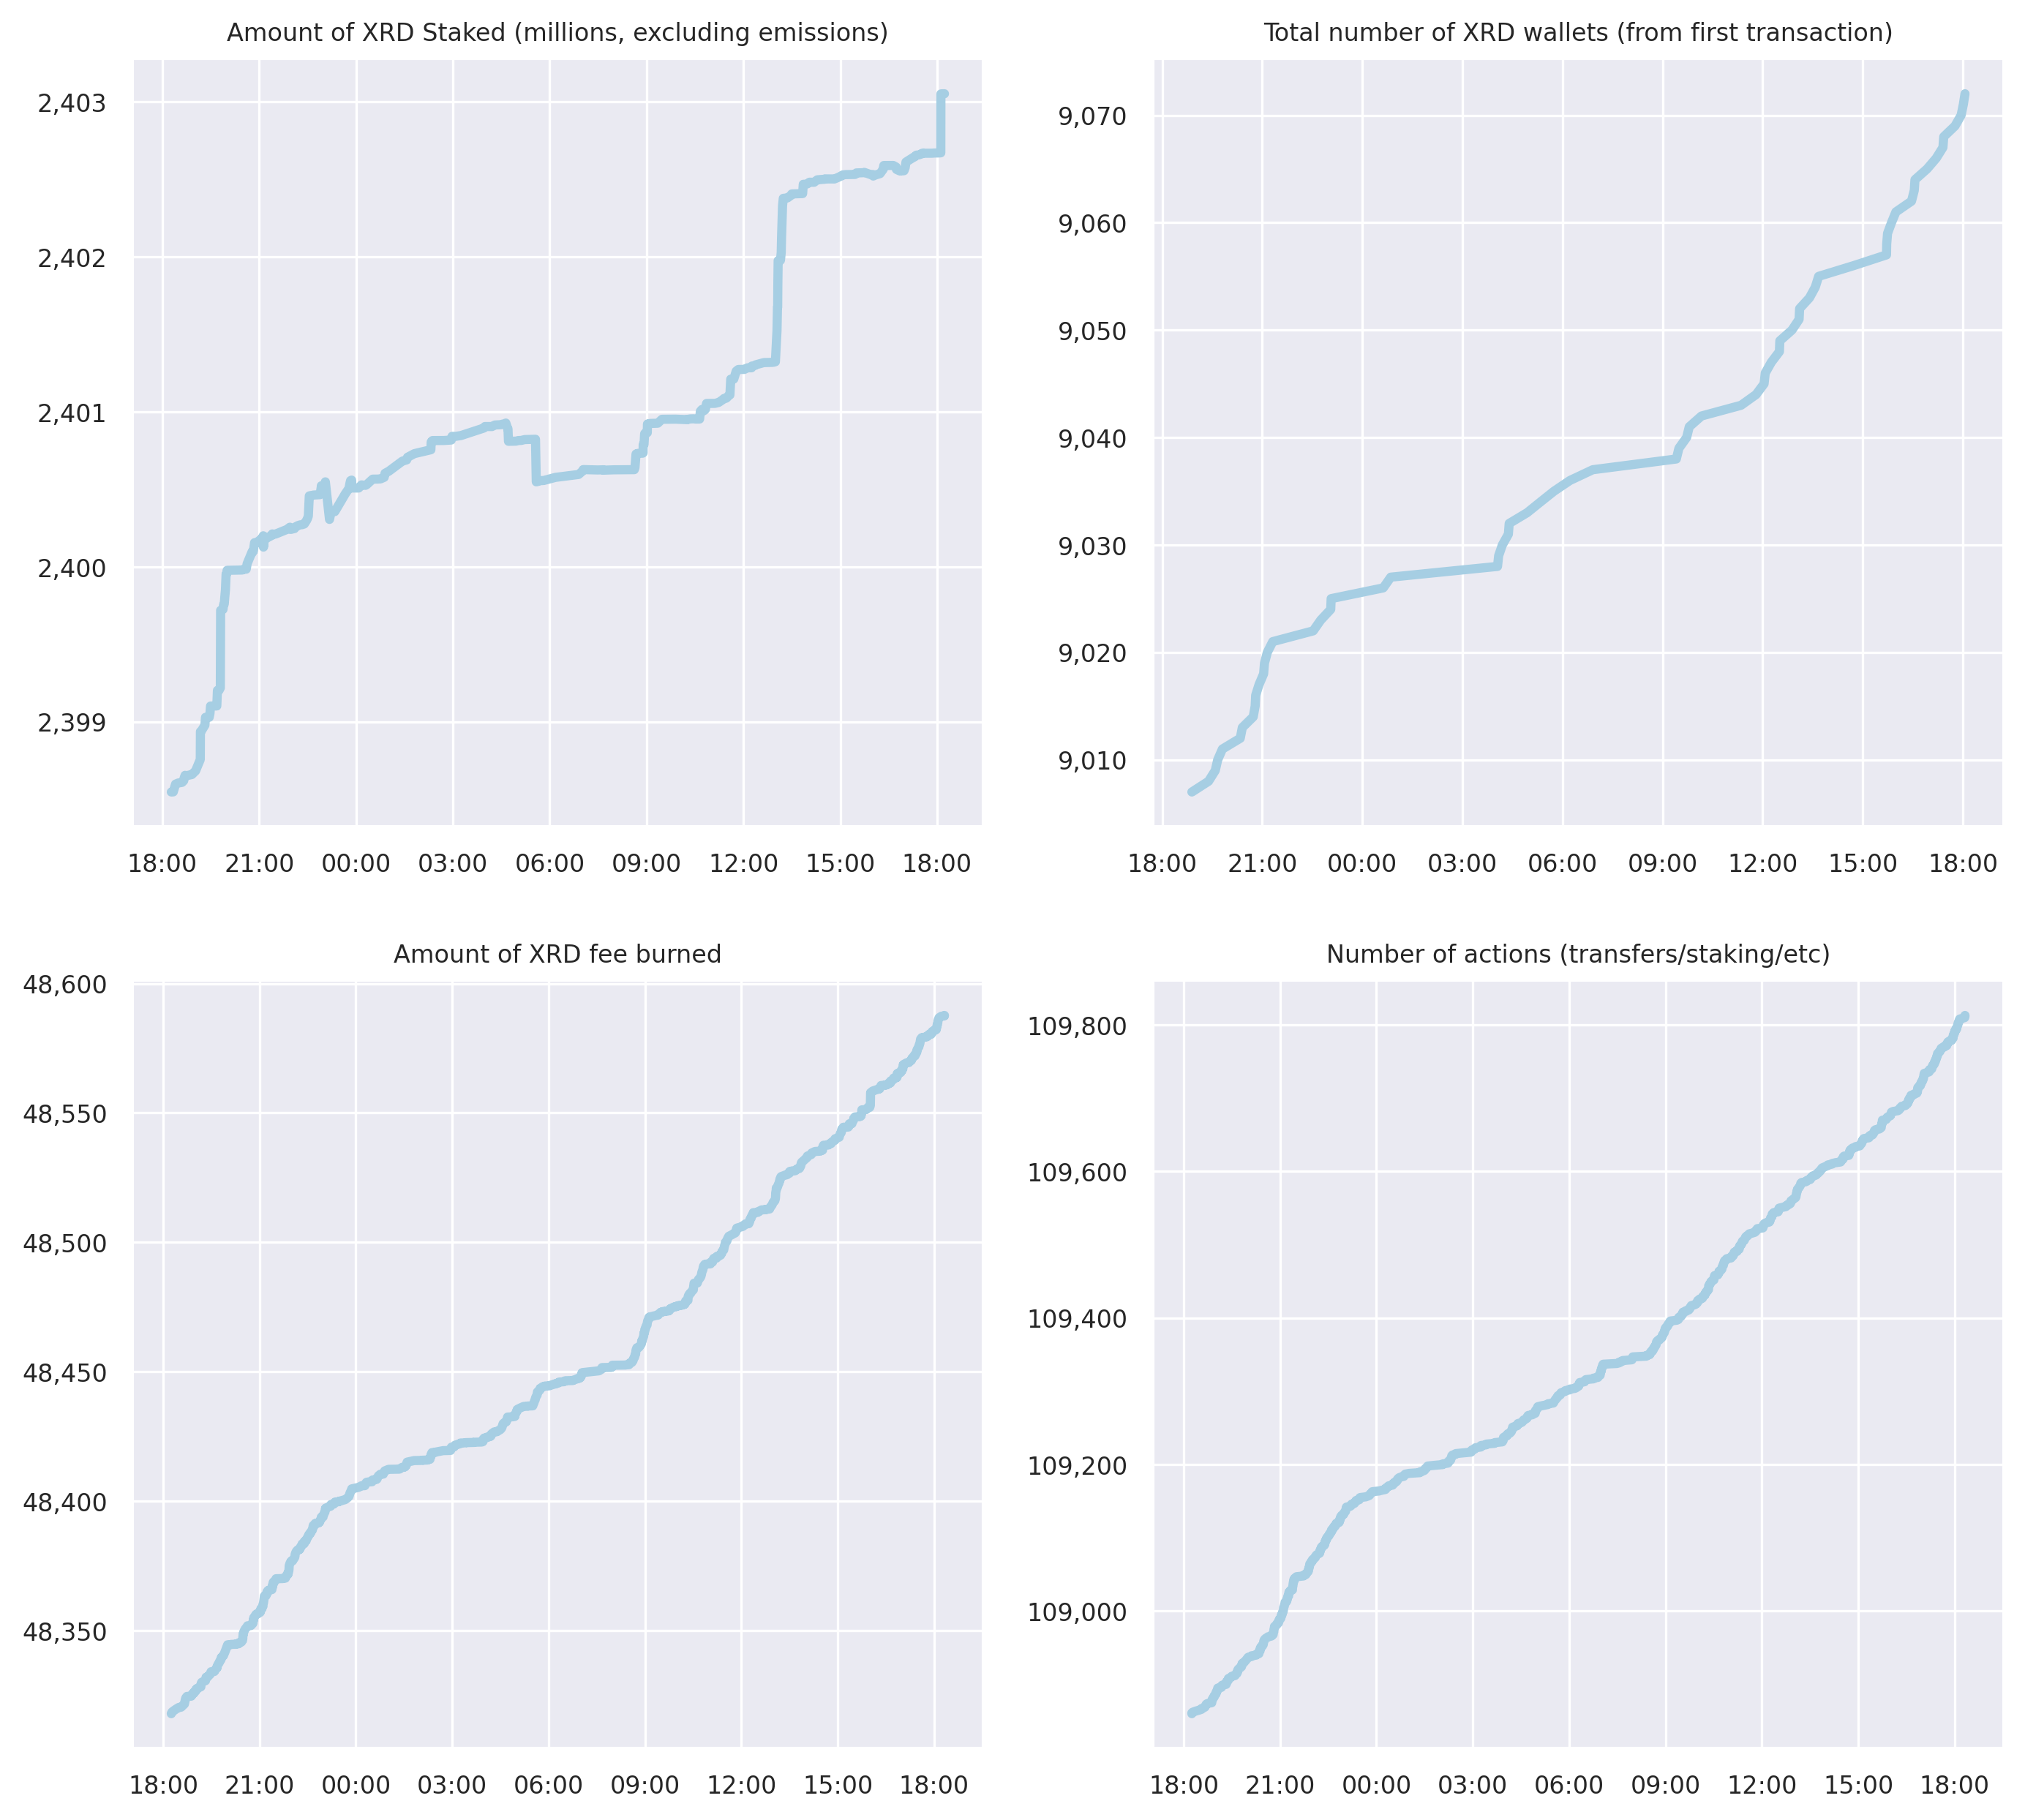 Amount of XRD Staked (millions, excluding emissions)
2,403
2,402
2,401
2,400
2,399
18:00 21:00 00:00 03:00 06:00 09:00 12:00 15:00 18:00
Total number of XRD wallets (from first transaction)
9,070
9,060
9,050
9,040
9,030
9,020
9,010
18:00 21:00 00:00 03:00 06:00 09:00 12:00 15:00 18:00
Amount of XRD fee burned
48,600
48,550
48,500
48,450
48,400
48,350
18:00 21:00 00:00 03:00 06:00 09:00 12:00 15:00 18:00
Number of actions (transfers/staking/etc)
109,800
109,600
109,400
109,200
109,000
18:00 21:00 00:00 03:00 06:00 09:00 12:00 15:00 18:00